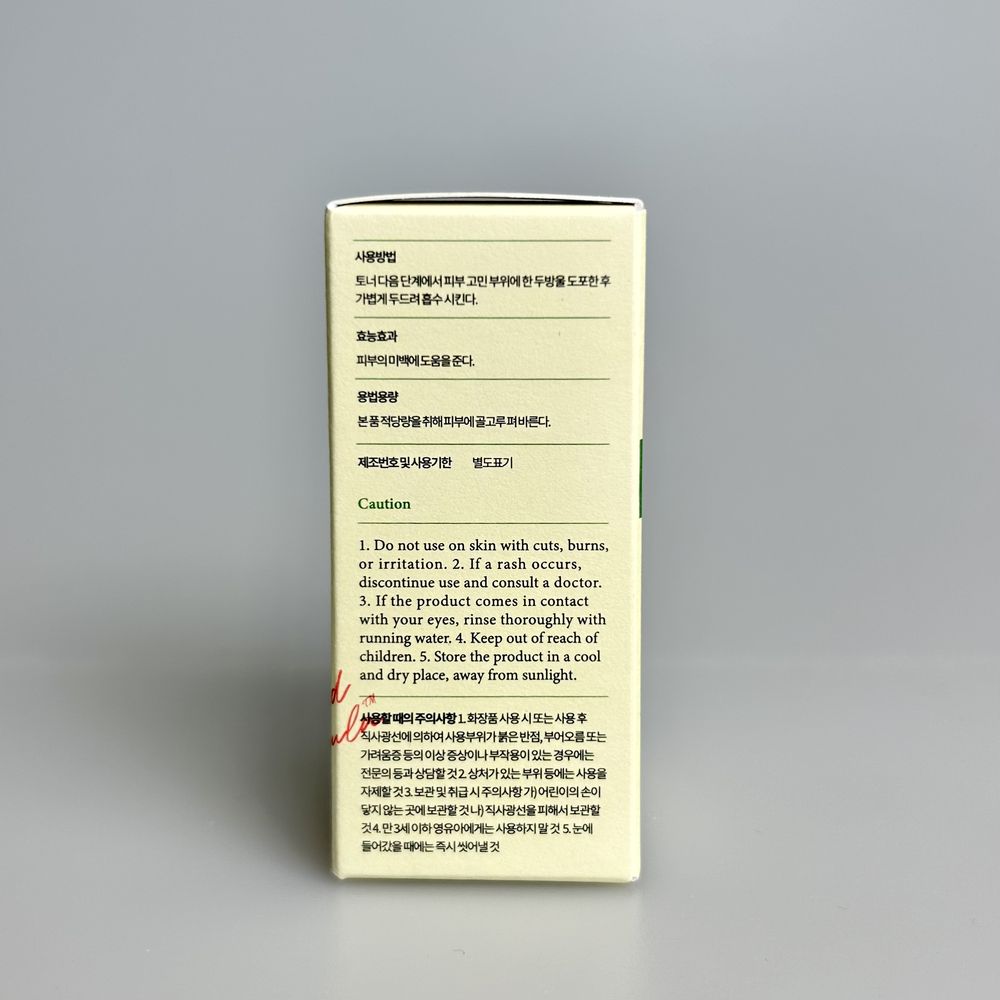 사용방법
토너 다음 단계에서 피부 고민 부위에 한 두방울 도포한 후
가볍게 두드려 흡수 시킨다.
효능효과
피부의 미백에 도움을 준다.
용법용량
본 품 적당량을 취해 피부에 골고루 펴 바른다.
제조번호 및 사용기한 별도표기
Caution
1. Do not use on skin with cuts, burns,
or irritation. 2. If a rash occurs,
discontinue use and consult a doctor.
3. If the product comes in contact
with your eyes, rinse thoroughly with
running water. 4. Keep out of reach of
children. 5. Store the product in a cool
and dry place, away from sunlight.
사용할 때의 주의사항 1. 화장품 사용 시 또는 사용 후
직사광선에 의하여 사용부위가 붉은 반점, 부어오름 또는
가려움증 등의 이상 증상이나 부작용이 있는 경우에는
전문의 등과 상담할 것 2. 상처가 있는 부위 등에는 사용을
자제할 것 3. 보관 및 취급 시 주의사항 가) 어린이의 손이
닿지 않는 곳에 보관할 것 나) 직사광선을 피해서 보관할
것 4. 만 3세 이하 영유아에게는 사용하지 말 것 5. 눈에
들어갔을 때에는 즉시 씻어낼 것